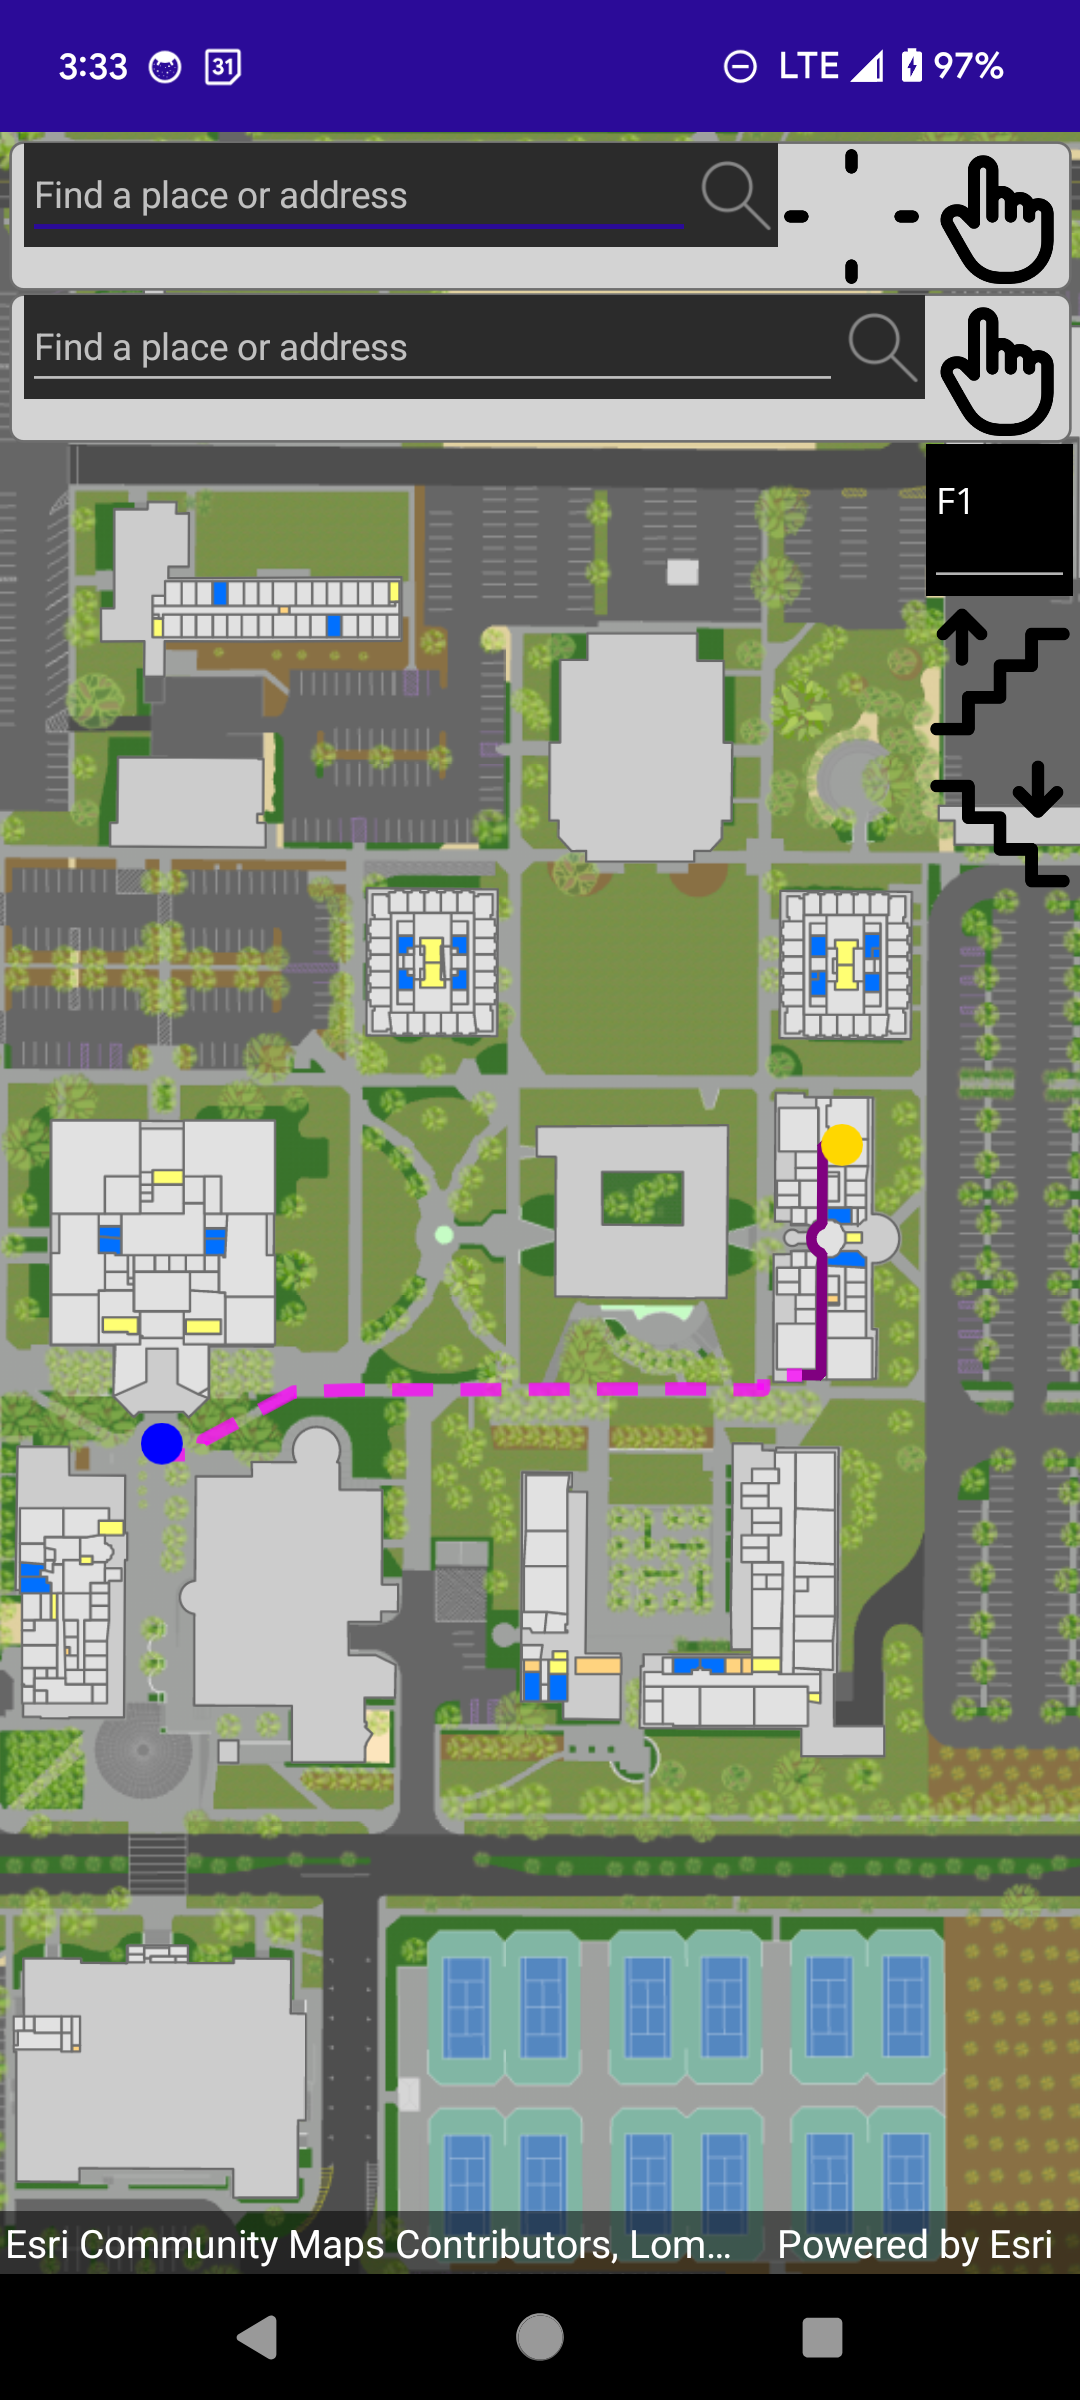 3:33 31 LTE 97%
Find a place or address
Find a place or address
F1
Esri Community Maps Contributors, Lom... Powered by Esri